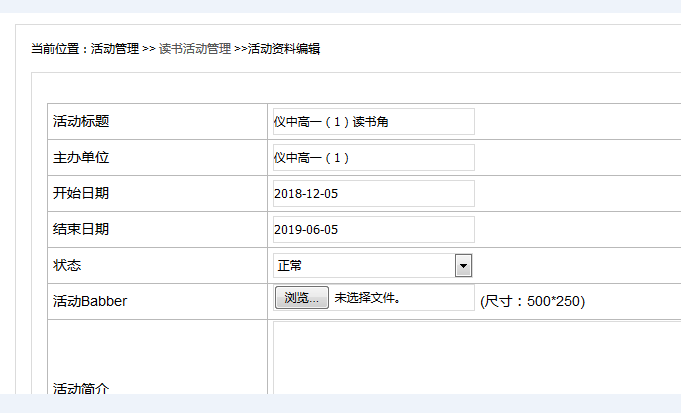 当前位置：活动管理 >> 读书活动管理 >>活动资料编辑
活动标题 仪中高一（1）读书角
主办单位 仪中高一（1）
开始日期 2018-12-05
结束日期 2019-06-05
状态 正常
活动Babber 浏览... 未选择文件。 (尺寸：500*250)
活动简介